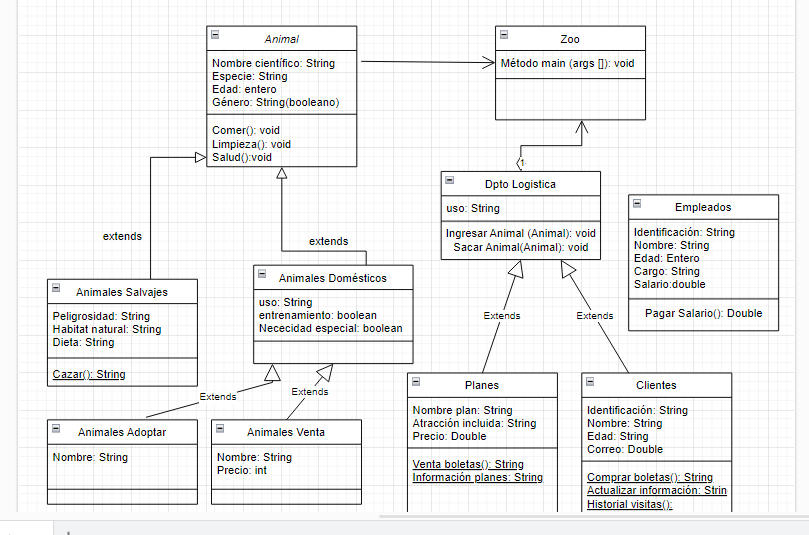 Animal
Nombre científico: String
Especie: String
Edad: entero
Género: String(booleano)
Comer(): void
Limpieza(): void
Salud():void
Zoo
Método main (args []): void
1
Dpto Logistica
uso: String
Ingresar Animal (Animal): void
Sacar Animal(Animal): void
Empleados
Identificación: String
Nombre: String
Edad: Entero
Cargo: String
Salario:double
Pagar Salario(): Double
extends
extends
Animales Salvajes
Peligrosidad: String
Habitat natural: String
Dieta: String
Cazar(): String
Animales Domésticos
uso: String
entrenamiento: boolean
Nececidad especial: boolean
Extends
Extends
Extends
Extends
Animales Adoptar
Nombre: String
Animales Venta
Nombre: String
Precio: int
Planes
Nombre plan: String
Atracción incluida: String
Precio: Double
Venta boletas(): String
Información planes: String
Clientes
Identificación: String
Nombre: String
Edad: String
Correo: Double
Comprar boletas(): String
Actualizar información: Strin
Historial visitas():